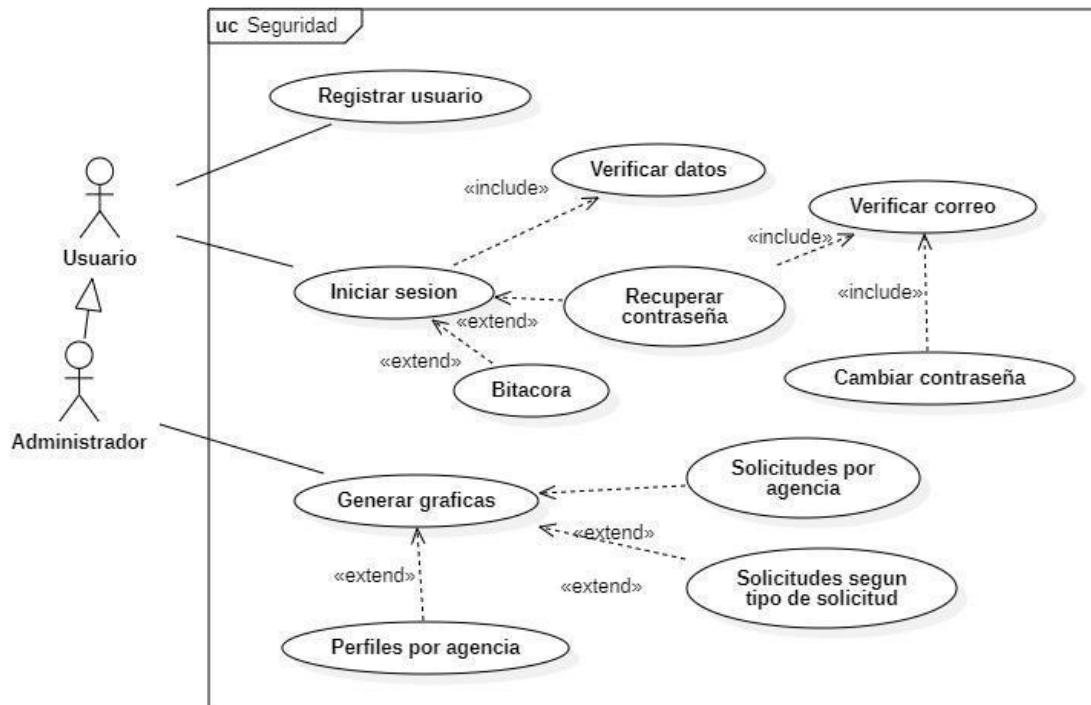 uc Seguridad
Registrar usuario
Verificar datos
«include»
Verificar correo
«include»
Usuario
Iniciar sesion
Recuperar
contraseña
«include»
«extend»
«extend»
Bitacora
Cambiar contraseña
Administrador
Solicitudes por
agencia
Generar graficas
«extend»
«extend»
«extend»
Solicitudes segun
tipo de solicitud
Perfiles por agencia